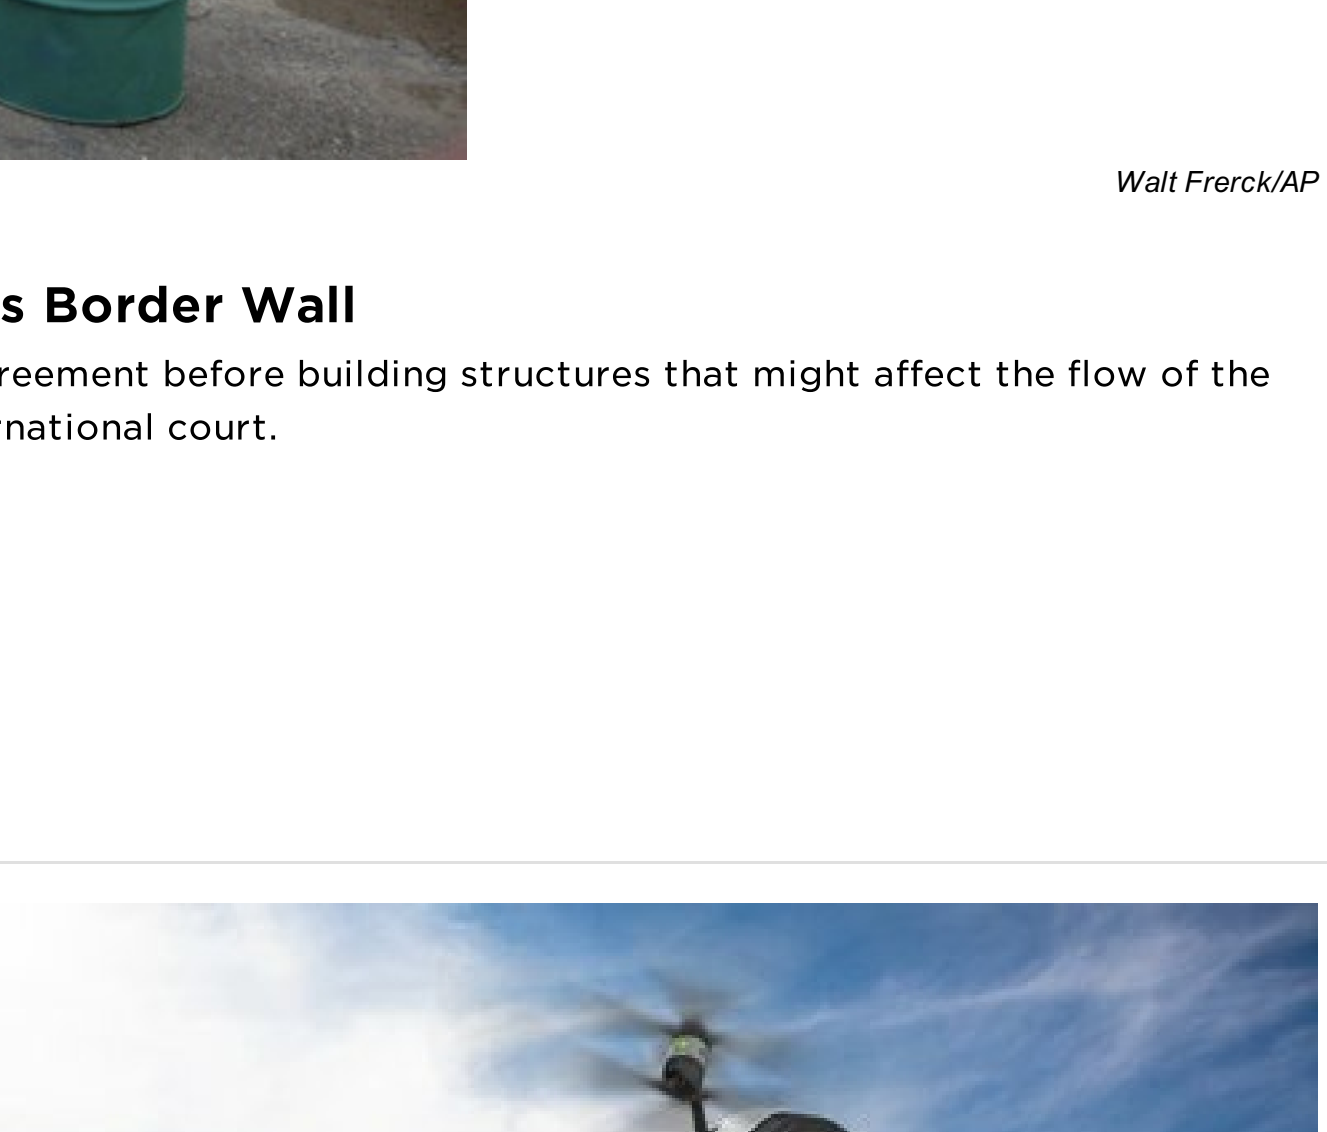 Walt Frerck/AP
s Border Wall
reement before building structures that might affect the flow of the
rnational court.